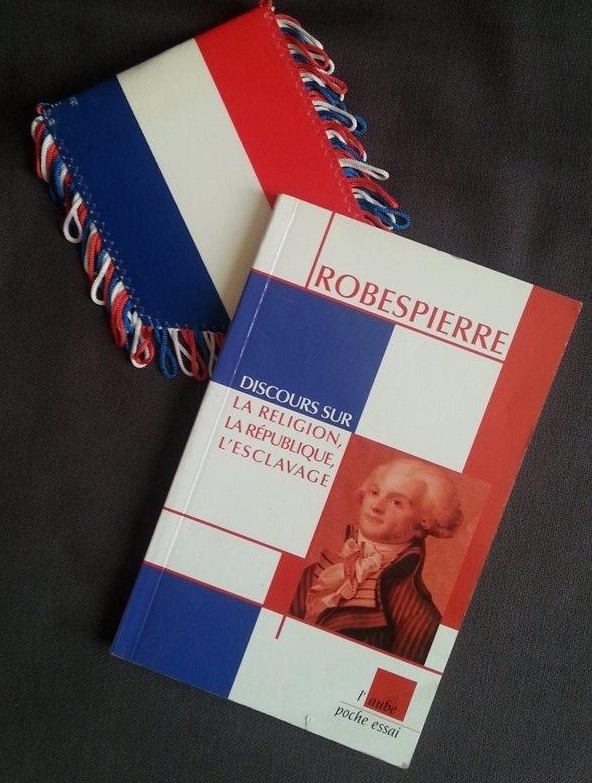 ROBESPIERRE
DISCOURS SUR
LA RELIGION,
LA RÉPUBLIQUE,
L'ESCLAVAGE
l'aube
poche essai